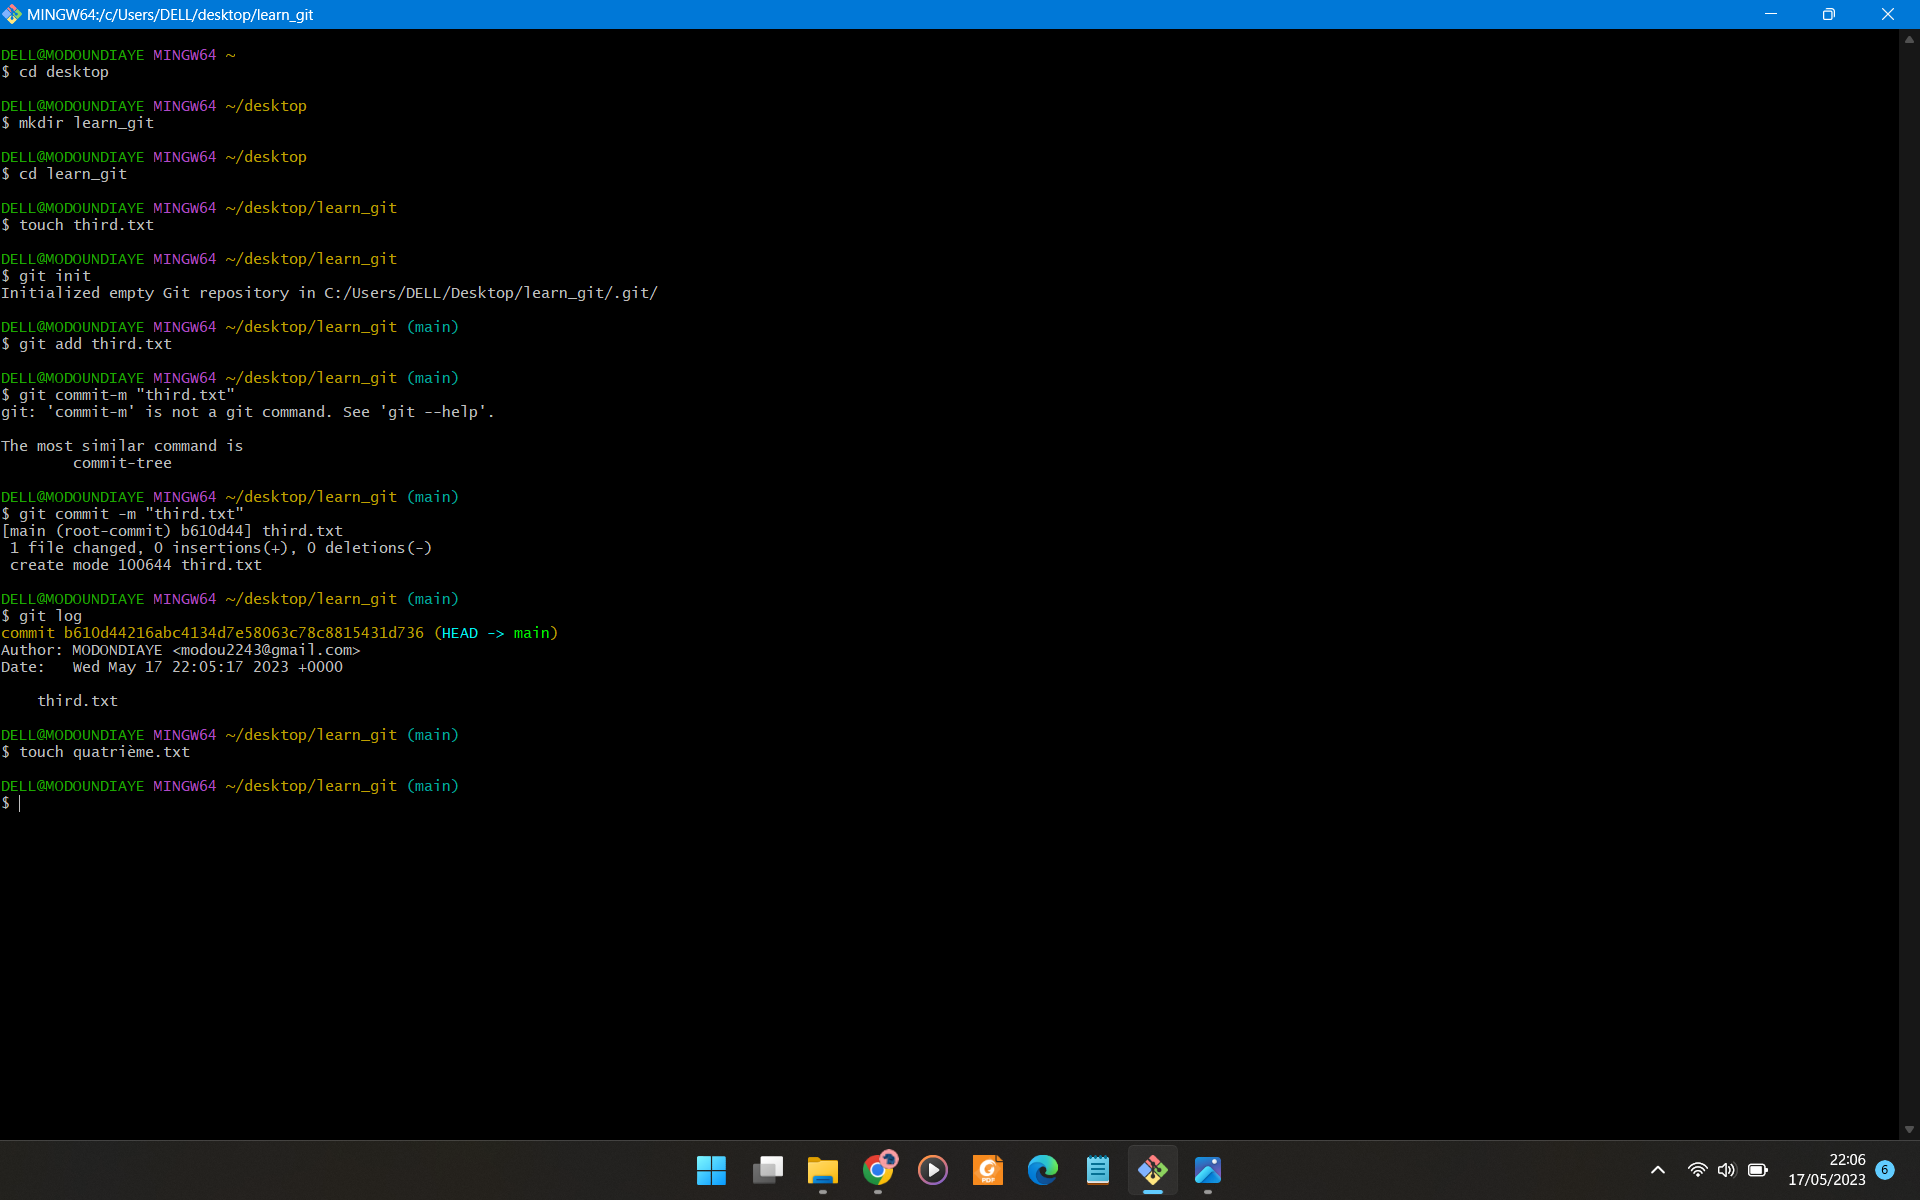 MINGW64:/c/Users/DELL/desktop/learn_git
DELL@MODOUNDIAYE MINGW64 ~
$ cd desktop
DELL@MODOUNDIAYE MINGW64 ~/desktop
$ mkdir learn_git
DELL@MODOUNDIAYE MINGW64 ~/desktop
$ cd learn_git
DELL@MODOUNDIAYE MINGW64 ~/desktop/learn_git
$ touch third.txt
DELL@MODOUNDIAYE MINGW64 ~/desktop/learn_git
$ git init
Initialized empty Git repository in C:/Users/DELL/Desktop/learn_git/.git/
DELL@MODOUNDIAYE MINGW64 ~/desktop/learn_git (main)
$ git add third.txt
DELL@MODOUNDIAYE MINGW64 ~/desktop/learn_git (main)
$ git commit-m "third.txt"
git: 'commit-m' is not a git command. See 'git --help'.
The most similar command is
commit-tree
DELL@MODOUNDIAYE MINGW64 ~/desktop/learn_git (main)
$ git commit -m "third.txt"
[main (root-commit) b610d44] third.txt
1 file changed, 0 insertions(+), 0 deletions(-)
create mode 100644 third.txt
DELL@MODOUNDIAYE MINGW64 ~/desktop/learn_git (main)
$ git log
commit b610d44216abc4134d7e58063c78c8815431d736 (HEAD -> main)
Author: MODONDIAYE <modou2243@gmail.com>
Date:   Wed May 17 22:05:17 2023 +0000
third.txt
DELL@MODOUNDIAYE MINGW64 ~/desktop/learn_git (main)
$ touch quatrième.txt
DELL@MODOUNDIAYE MINGW64 ~/desktop/learn_git (main)
$
PDF
22:06
17/05/2023
6